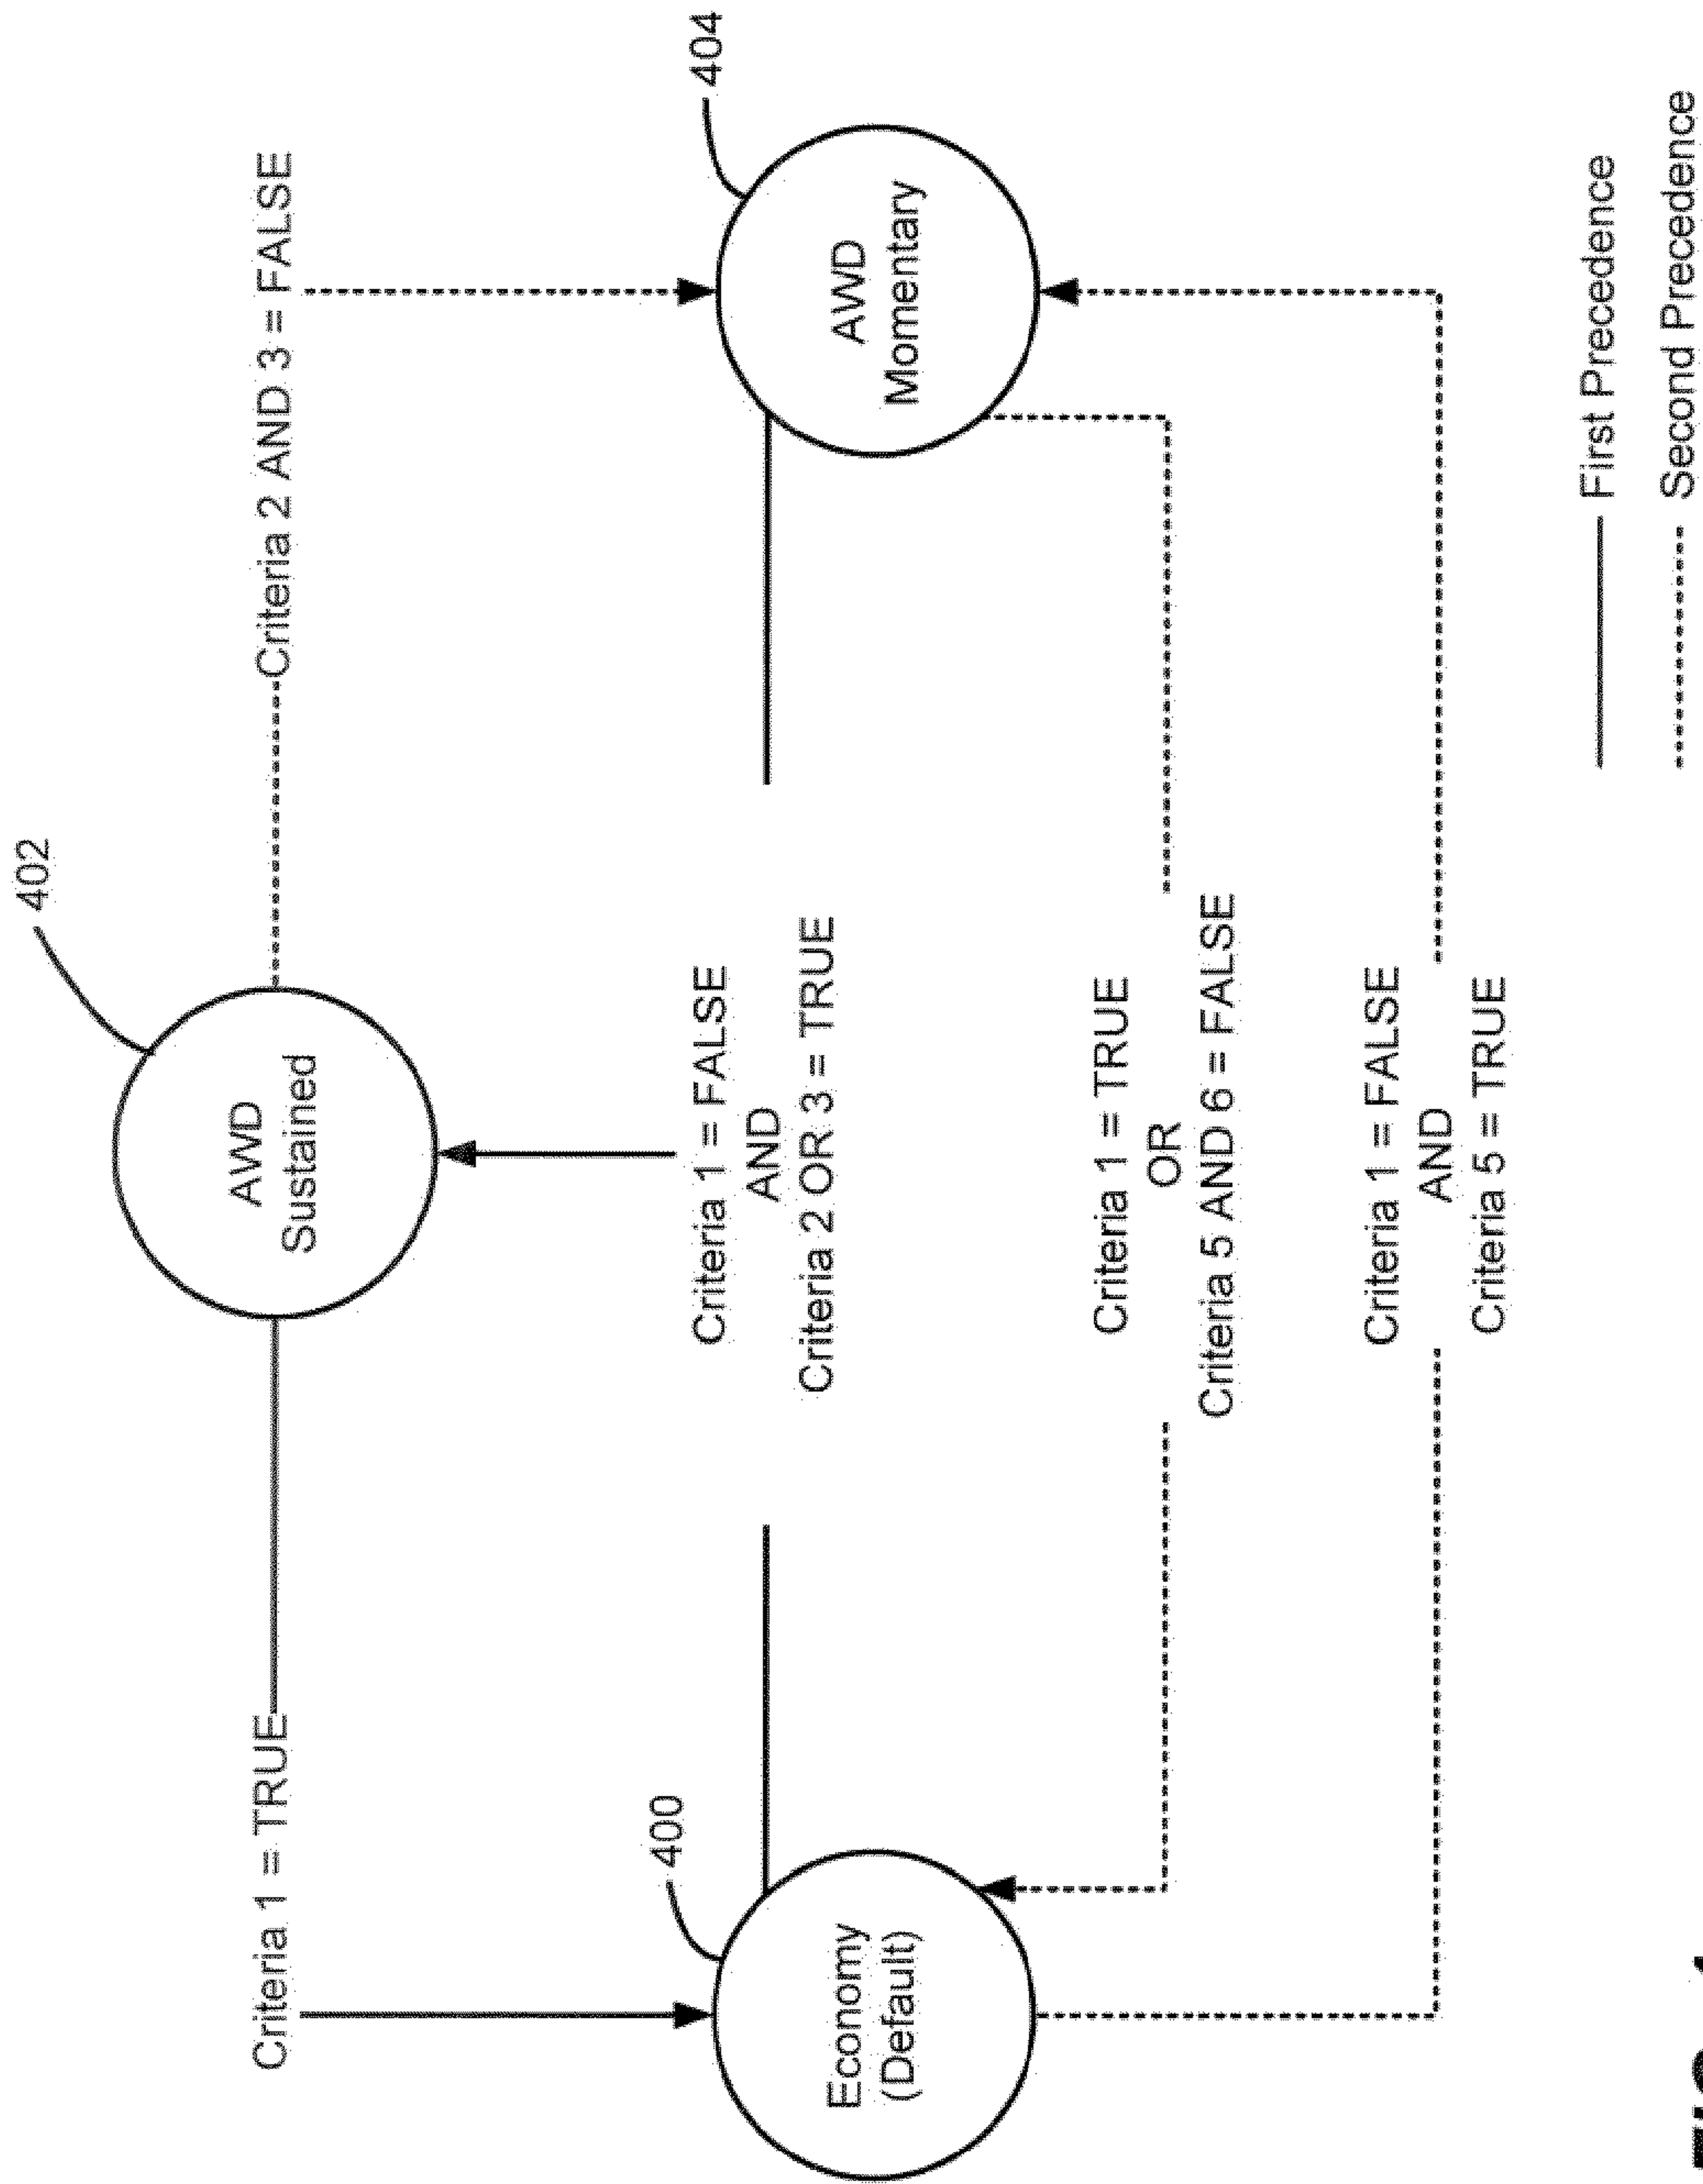 402
AWD
Sustained
Criteria 1 = TRUE
Criteria 2 AND 3 = FALSE
400
404
Economy
(Default)
AWD
Momentary
Criteria 1 = FALSE
AND
Criteria 2 OR 3 = TRUE
Criteria 1 = TRUE
OR
Criteria 5 AND 6 = FALSE
Criteria 1 = FALSE
AND
Criteria 5 = TRUE
First Precedence
Second Precedence